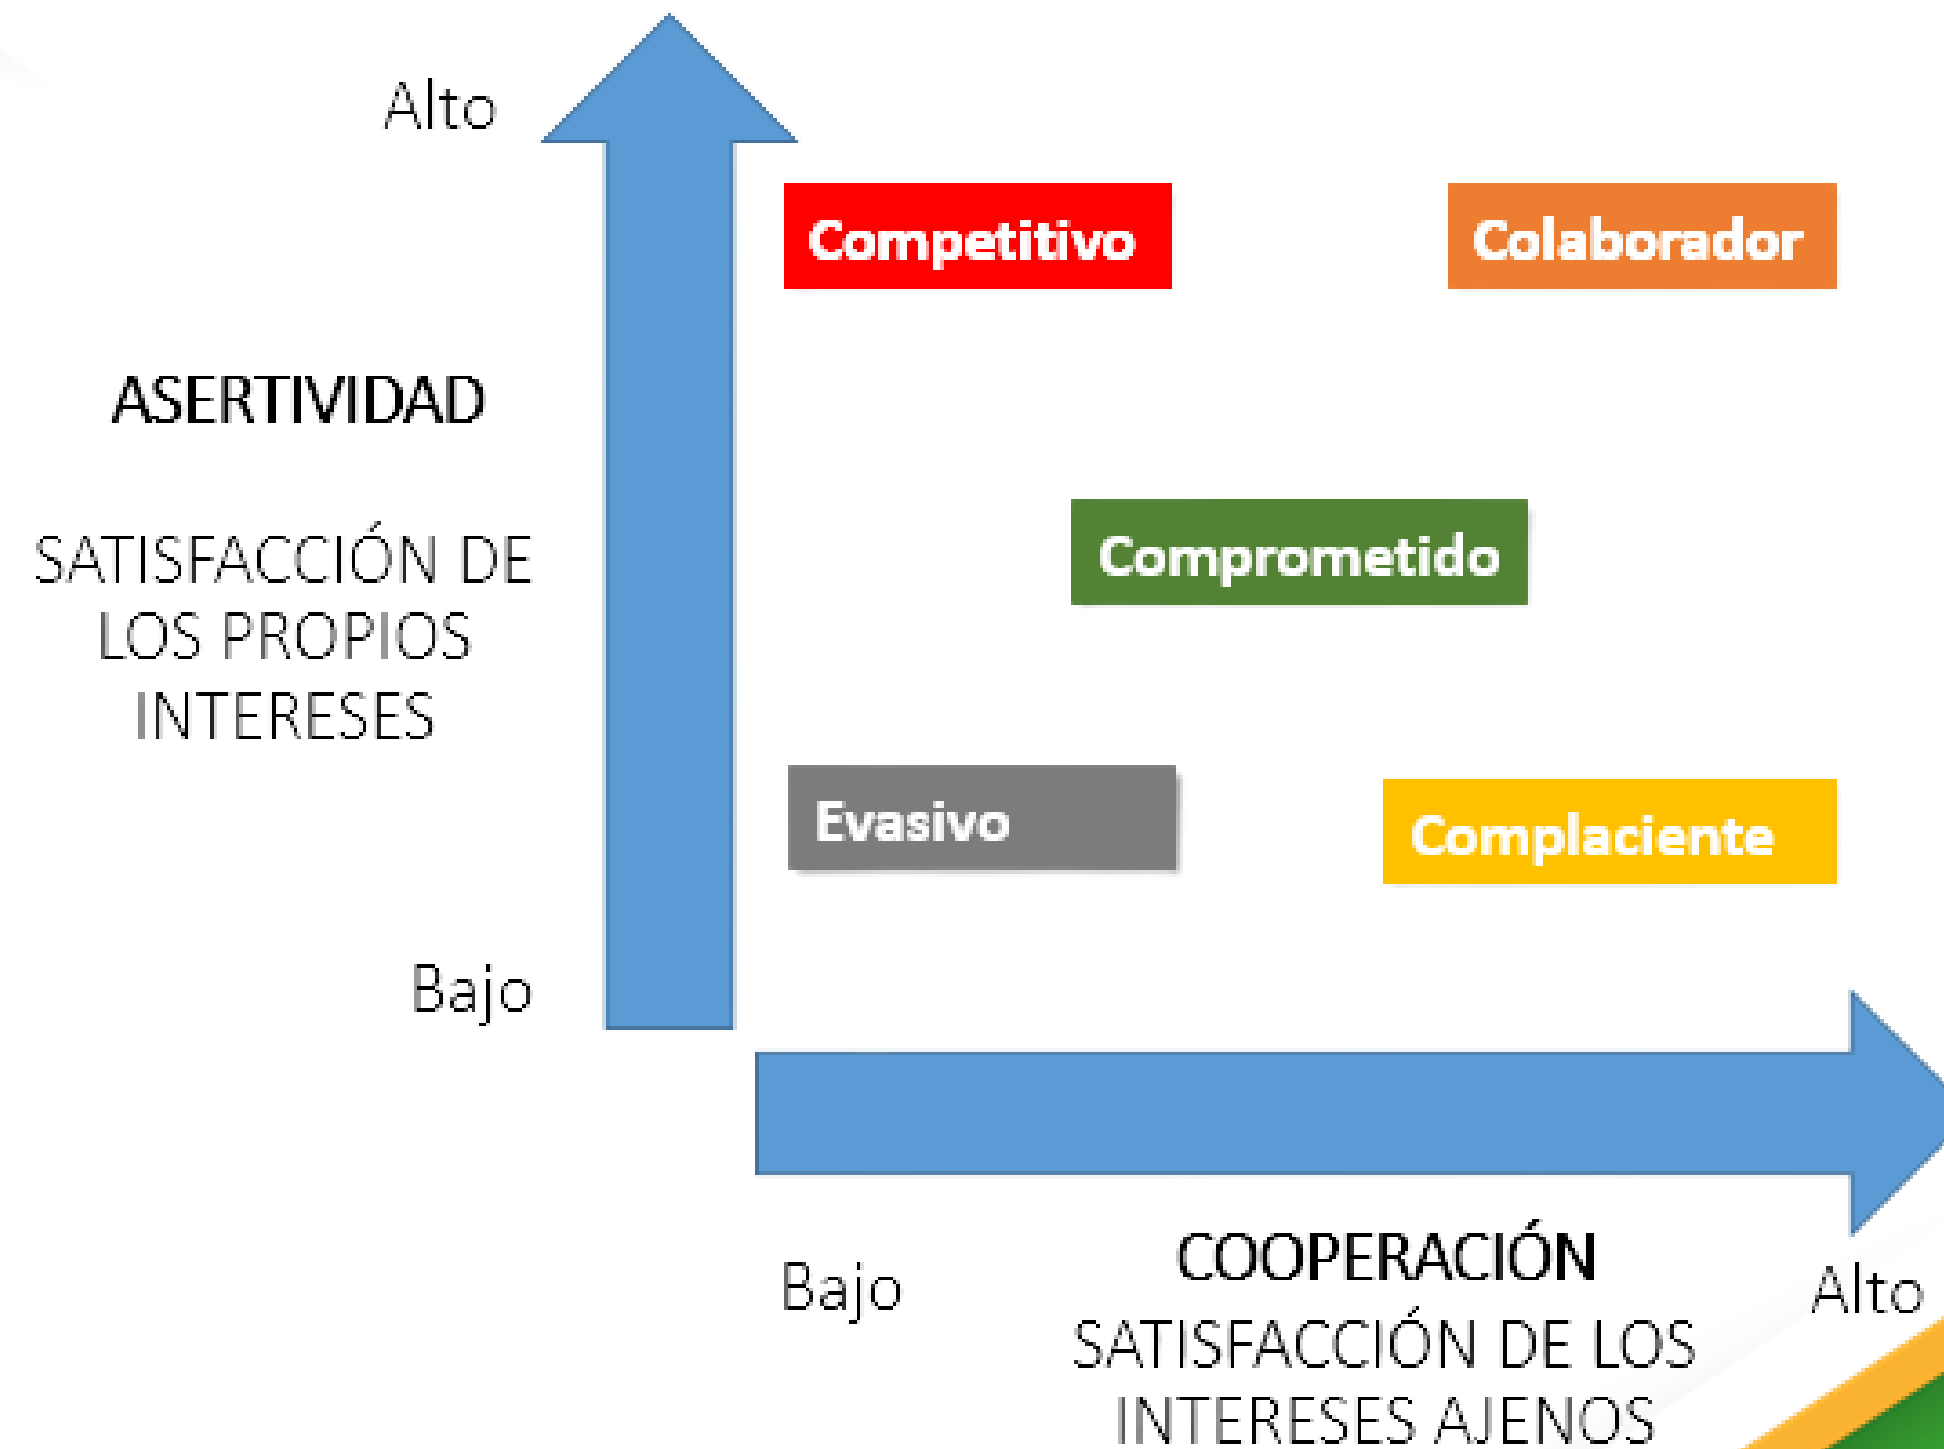 Alto
Competitivo
Colaborador
ASERTIVIDAD
SATISFACCIÓN DE
LOS PROPIOS
INTERESES
Comprometido
Evasivo
Complaciente
Bajo
Bajo
COOPERACIÓN
Alto
SATISFACCIÓN DE LOS
INTERESES AJENOS